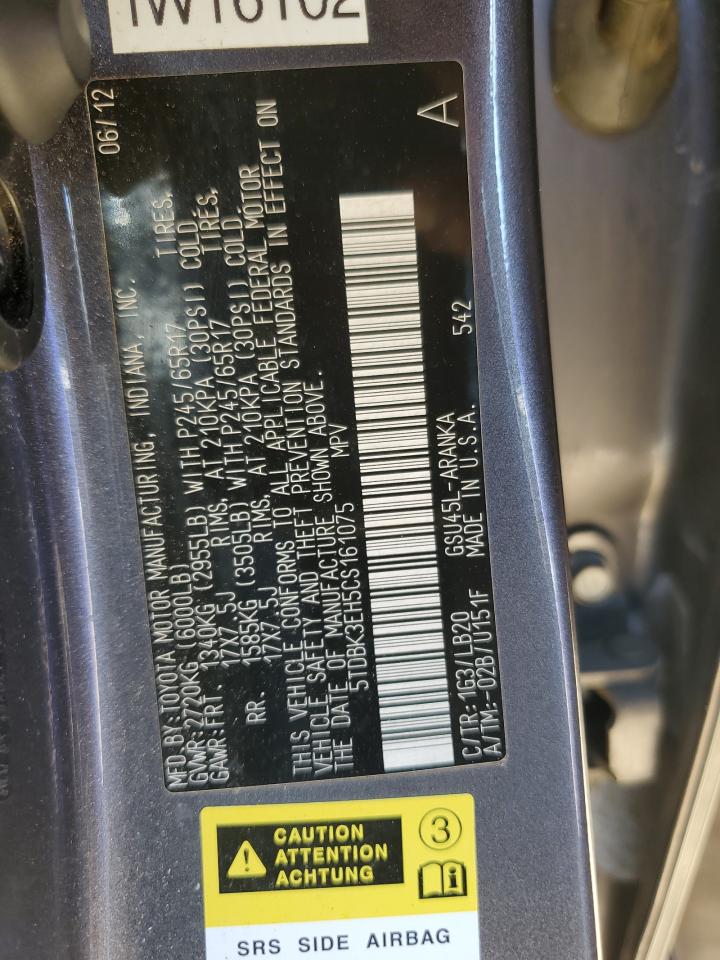 1W16102
06/12
MFD.BY:TOYOTA MOTOR MANUFACTURING, INDIANA, INC.
GVWR:2720KG (6000LB)
GAWR:FRT. 1340KG (2955LB) WITH P245/65R17 TIRES,
17X7.5J RIMS, AT 210KPA (30PSI) COLD.
RR. 1585KG (3505LB) WITH P245/65R17 TIRES,
17X7.5J RIMS, AT 210KPA (30PSI) COLD.
THIS VEHICLE CONFORMS TO ALL APPLICABLE FEDERAL MOTOR
VEHICLE SAFETY AND THEFT PREVENTION STANDARDS IN EFFECT ON
THE DATE OF MANUFACTURE SHOWN ABOVE.
5TDBK3EH5CS161075 MPV
A
C/TR: 1G3/LB20 GSU45L-ARANKA 542
A/TM:-02B/U151F MADE IN U.S.A.
CAUTION
ATTENTION
ACHTUNG
3
SRS SIDE AIRBAG